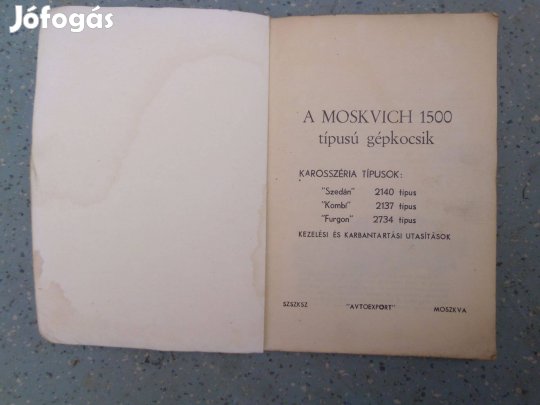 Jófogás
A MOSKVICH 1500
típusú gépkocsik
KAROSSZÉRIA TÍPUSOK:
"Szedán" 2140 típus
"Kombi" 2137 típus
"Furgon" 2734 típus
KEZELÉSI ÉS KARBANTARTÁSI UTASÍTÁSOK
SZSZKSZ "AVTOEXPORT" MOSZKVA